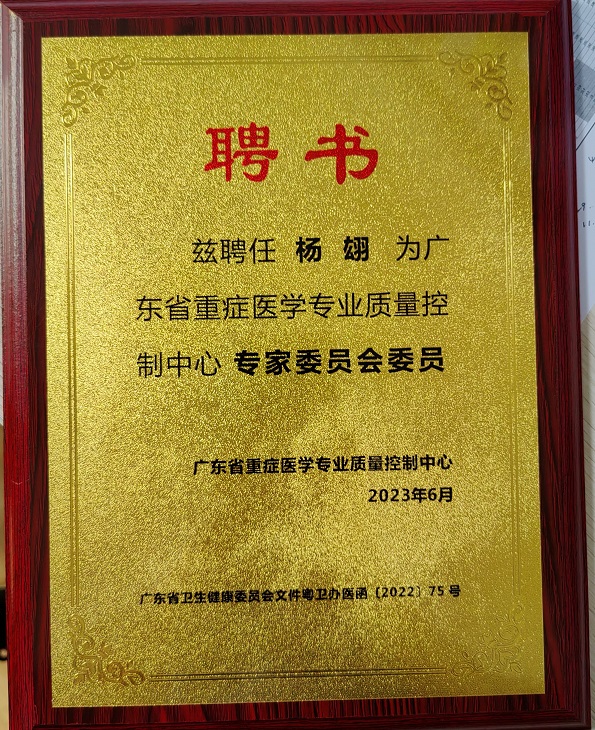 聘书
兹聘任 杨翃 为广
东省重症医学专业质量控
制中心 专家委员会委员
广东省重症医学专业质量控制中心
2023年6月
广东省卫生健康委员会文件粤卫办医函〔2022〕75号